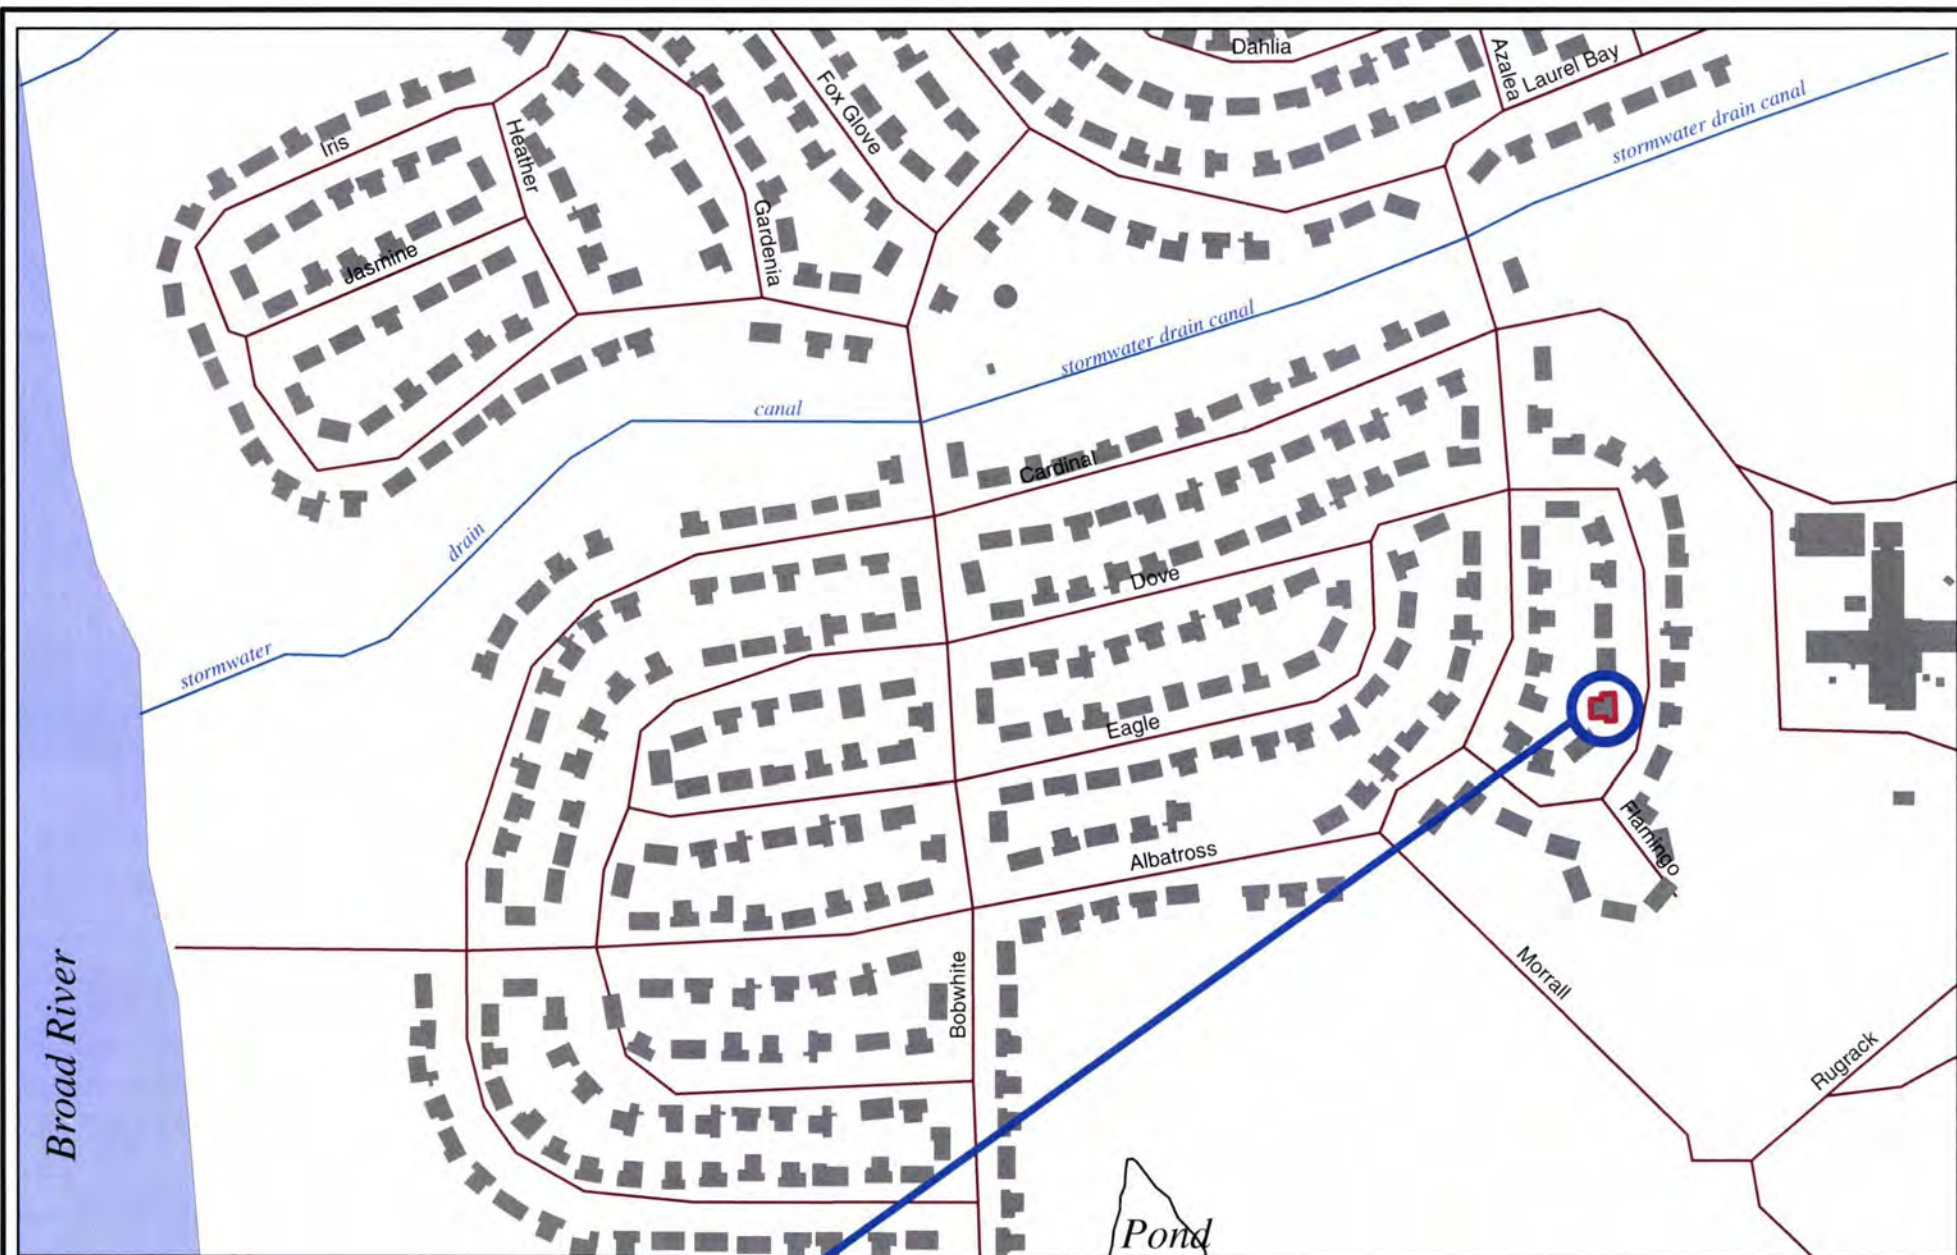 Dahlia
Azalea
Laurel Bay
Fox Glove
stormwater drain canal
Iris
Heather
Gardenia
Jasmine
stormwater drain canal
canal
Cardinal
drain
Dove
stormwater
Eagle
Flamingo
Albatross
Bobwhite
Morrall
Broad River
Rugrack
Pond